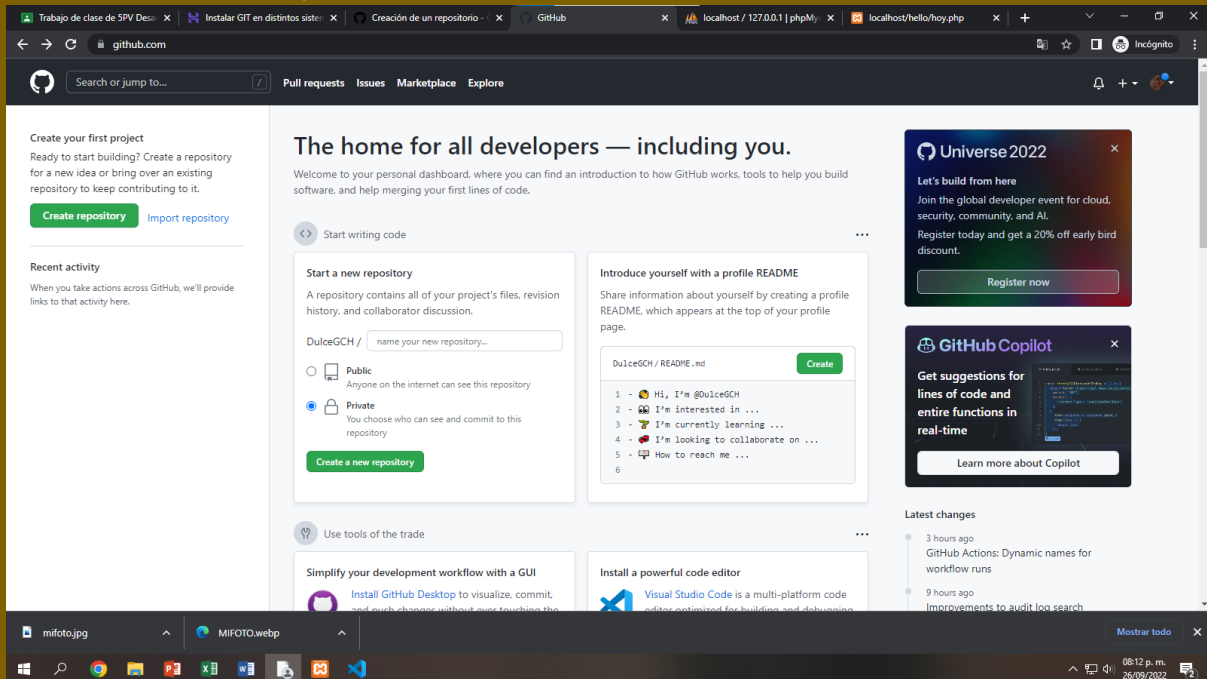 Trabajo de clase de 5PV Desar
Instalar GIT en distintos sisten
Creación de un repositorio -
GitHub
localhost / 127.0.0.1 | phpMy
localhost/hello/hoy.php
github.com
Incógnito
Search or jump to...
/
Pull requests
Issues
Marketplace
Explore
Create your first project
Ready to start building? Create a repository
for a new idea or bring over an existing
repository to keep contributing to it.
Create repository
Import repository
Recent activity
When you take actions across GitHub, we'll provide
links to that activity here.
The home for all developers — including you.
Welcome to your personal dashboard, where you can find an introduction to how GitHub works, tools to help you build
software, and help merging your first lines of code.
Start writing code
Start a new repository
A repository contains all of your project's files, revision
history, and collaborator discussion.
DulceGCH /
name your new repository...
Public
Anyone on the internet can see this repository
Private
You choose who can see and commit to this
repository
Create a new repository
Introduce yourself with a profile README
Share information about yourself by creating a profile
README, which appears at the top of your profile
page.
DulceGCH / README.md
Create
1 - 👋 Hi, I'm @DulceGCH
2 - 👀 I'm interested in ...
3 - 🌱 I'm currently learning ...
4 - 💞️ I'm looking to collaborate on ...
5 - 📫 How to reach me ...
6
Use tools of the trade
Simplify your development workflow with a GUI
Install GitHub Desktop to visualize, commit,
and push changes without ever touching the
Install a powerful code editor
Visual Studio Code is a multi-platform code
editor optimized for building and debugging
Universe 2022
Let's build from here
Join the global developer event for cloud,
security, community, and AI.
Register today and get a 20% off early bird
discount.
Register now
GitHub Copilot
Get suggestions for
lines of code and
entire functions in
real-time
Learn more about Copilot
Latest changes
3 hours ago
GitHub Actions: Dynamic names for
workflow runs
9 hours ago
Improvements to audit log search
mifoto.jpg
MIFOTO.webp
Mostrar todo
08:12 p. m.
26/09/2022
2